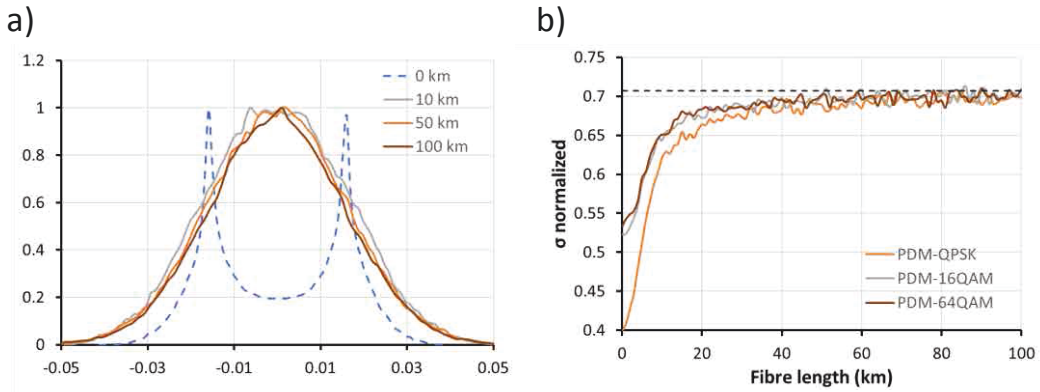 a)
1.2
1
0.8
0.6
0.4
0.2
0
-0.05
-0.03
-0.01
0.01
0.03
0.05
0 km
10 km
50 km
100 km
b)
0.75
0.7
0.65
0.6
0.55
0.5
0.45
0.4
σ normalized
0
20
40
60
80
100
Fibre length (km)
PDM-QPSK
PDM-16QAM
PDM-64QAM